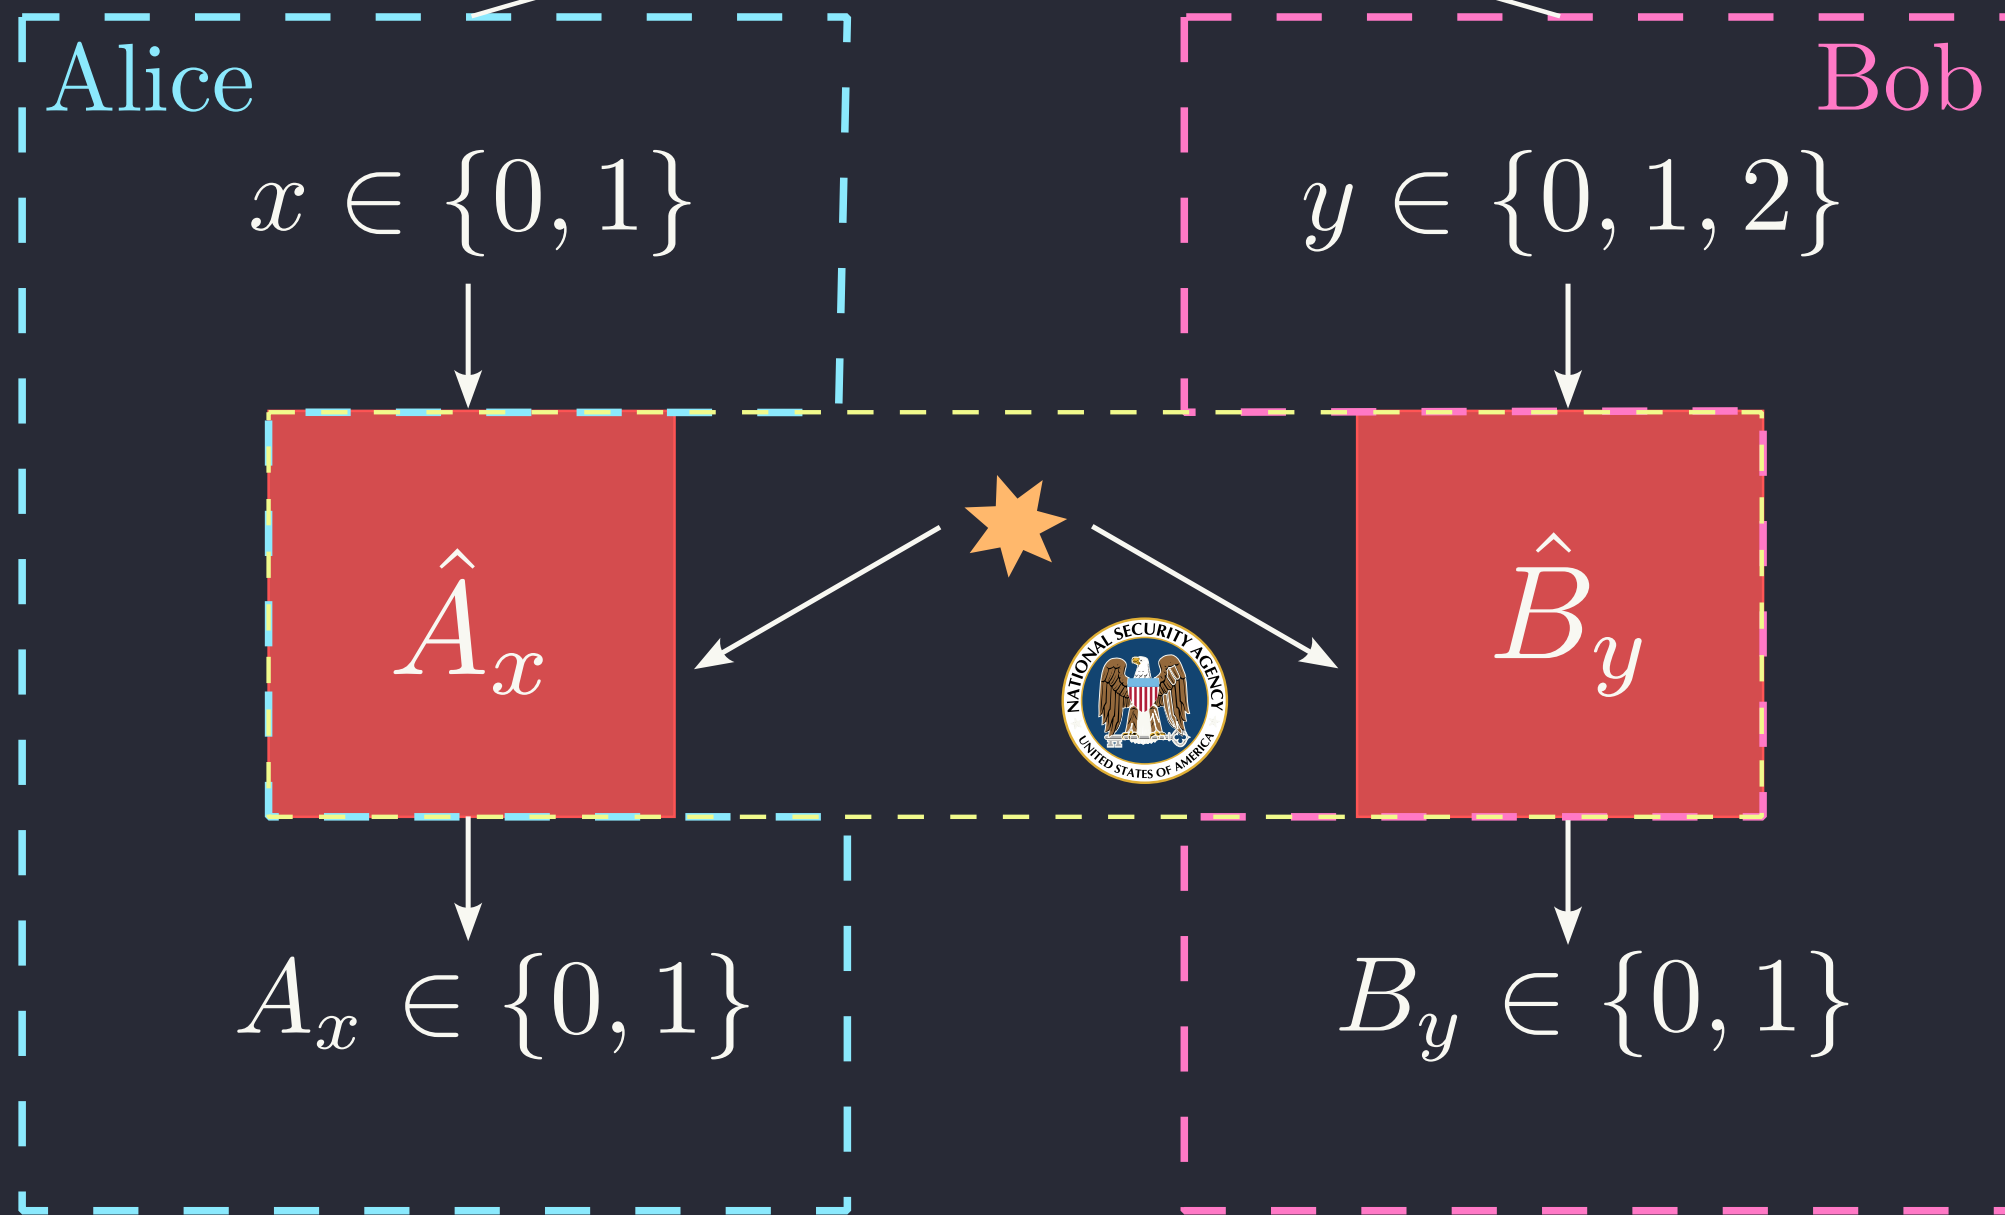 Alice
Bob
x ∈ {0, 1}
y ∈ {0, 1, 2}
Â_x
B̂_y
NATIONAL SECURITY AGENCY
UNITED STATES OF AMERICA
A_x ∈ {0, 1}
B_y ∈ {0, 1}